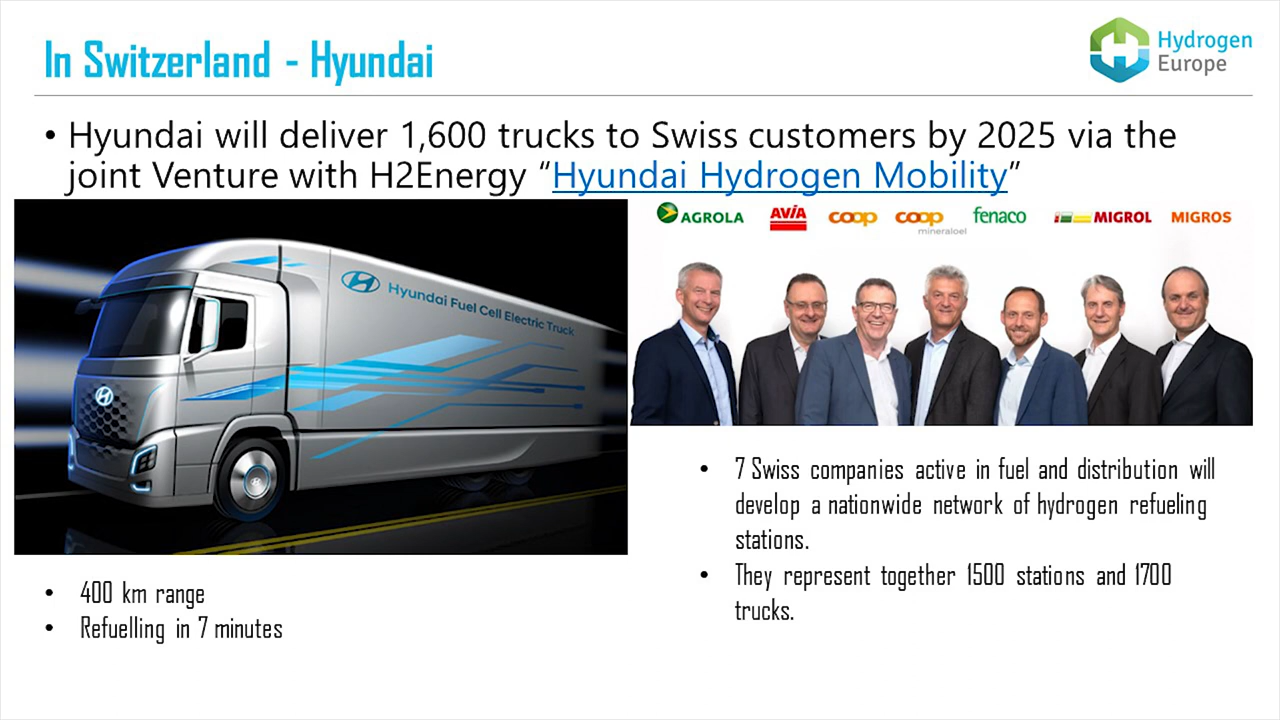 In Switzerland - Hyundai
Hydrogen
Europe
• Hyundai will deliver 1,600 trucks to Swiss customers by 2025 via the
joint Venture with H2Energy “Hyundai Hydrogen Mobility”
AGROLA AVIA coop coop fenaco MIGROL MIGROS
mineraloel
Hyundai Fuel Cell Electric Truck
• 7 Swiss companies active in fuel and distribution will
develop a nationwide network of hydrogen refueling
stations.
• They represent together 1500 stations and 1700
trucks.
• 400 km range
• Refuelling in 7 minutes